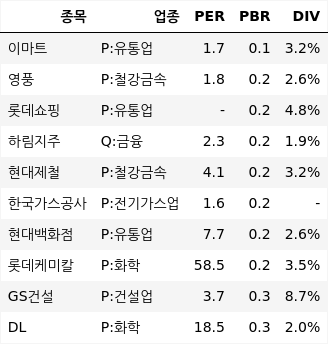 종목 업종 PER PBR DIV
이마트 P:유통업 1.7 0.1 3.2%
영풍 P:철강금속 1.8 0.2 2.6%
롯데쇼핑 P:유통업 - 0.2 4.8%
하림지주 Q:금융 2.3 0.2 1.9%
현대제철 P:철강금속 4.1 0.2 3.2%
한국가스공사 P:전기가스업 1.6 0.2 -
현대백화점 P:유통업 7.7 0.2 2.6%
롯데케미칼 P:화학 58.5 0.2 3.5%
GS건설 P:건설업 3.7 0.3 8.7%
DL P:화학 18.5 0.3 2.0%